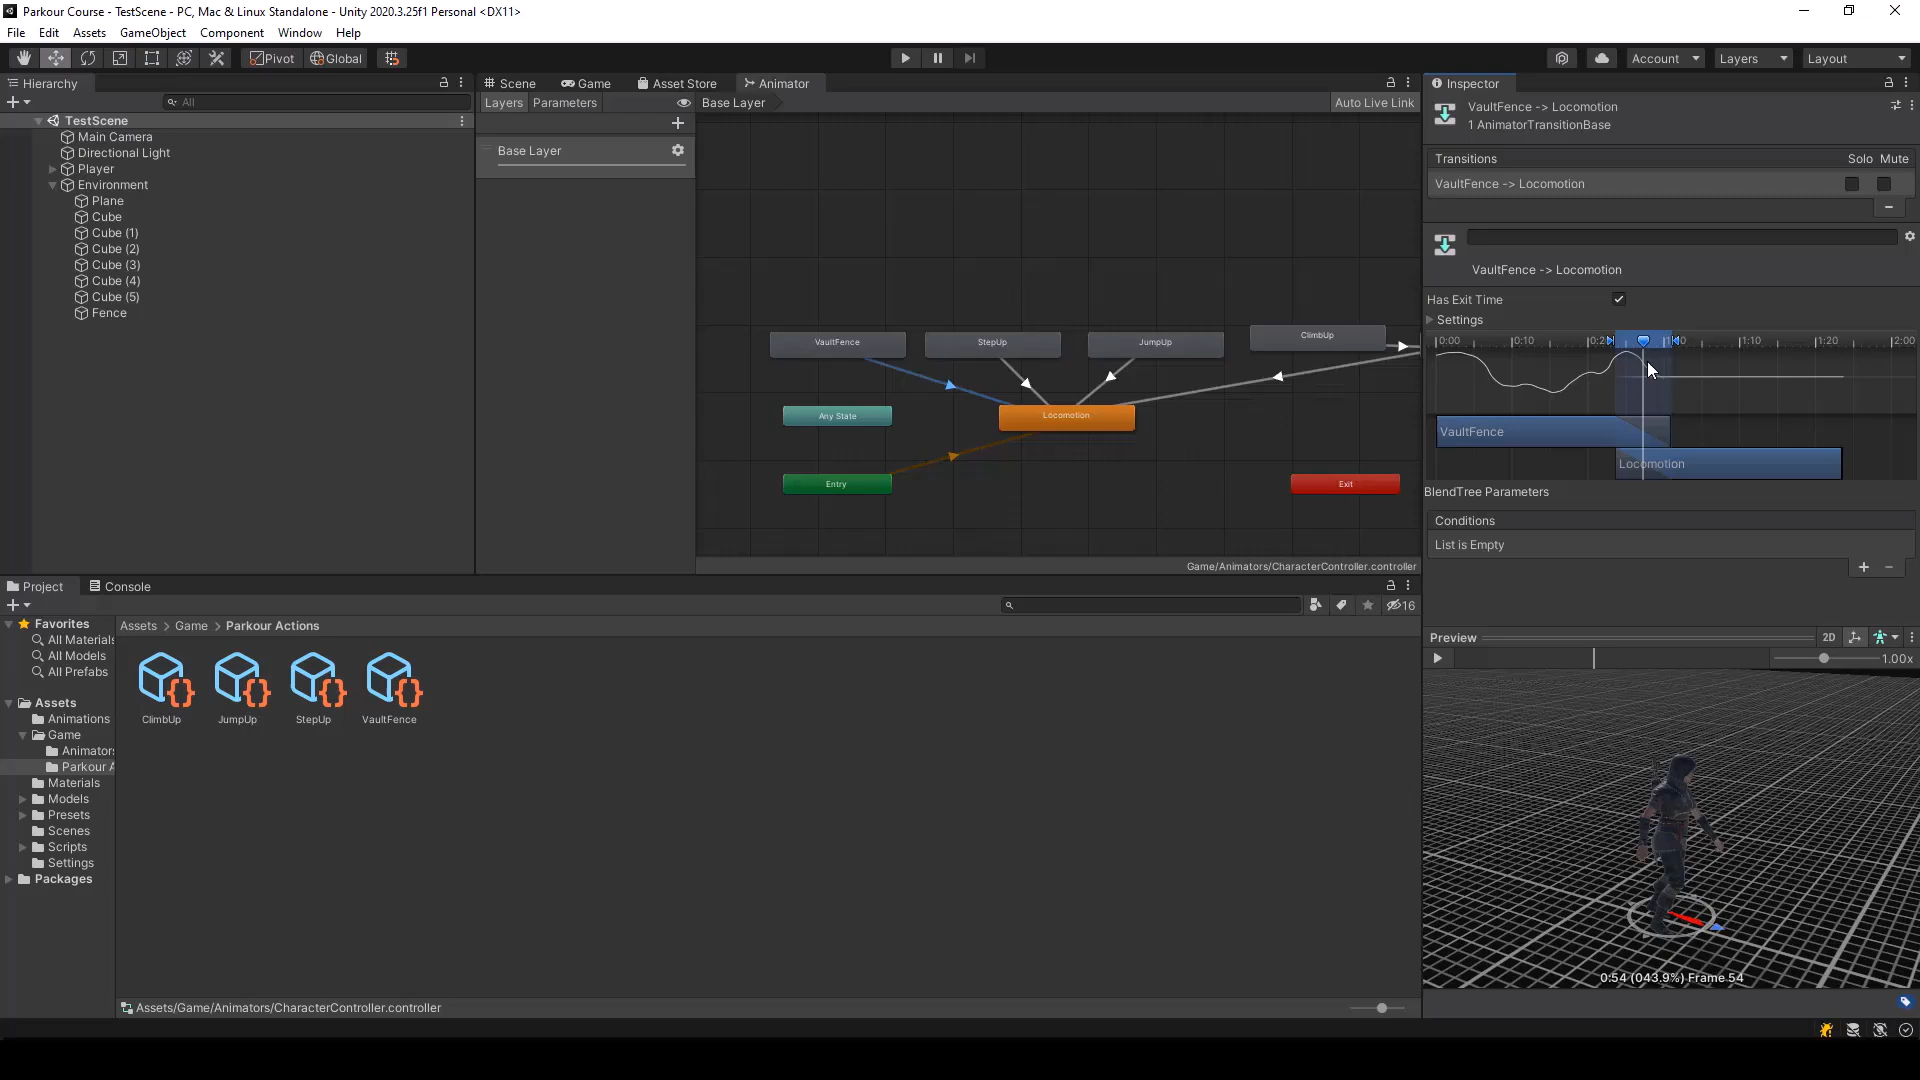 Parkour Course - TestScene - PC, Mac & Linux Standalone - Unity 2020.3.25f1 Personal <DX11>
File Edit Assets GameObject Component Window Help
Pivot Global Account Layers Layout
Hierarchy
All
TestScene
Main Camera
Directional Light
Player
Environment
Plane
Cube
Cube (1)
Cube (2)
Cube (3)
Cube (4)
Cube (5)
Fence
Scene Game Asset Store Animator
Layers Parameters Base Layer Auto Live Link
Base Layer
VaultFence StepUp JumpUp ClimbUp
Any State Locomotion
Entry Exit
Game/Animators/CharacterController.controller
Inspector
VaultFence -> Locomotion
1 AnimatorTransitionBase
Transitions Solo Mute
VaultFence -> Locomotion
VaultFence -> Locomotion
Has Exit Time
Settings
0:00 0:10 1:10 1:20 2:00
VaultFence
Locomotion
BlendTree Parameters
Conditions
List is Empty
Preview 2D
1.00x
0:54 (043.9%) Frame 54
Project Console
16
Favorites
All Materials
All Models
All Prefabs
Assets
Animations
Game
Animators
Parkour A
Materials
Models
Presets
Scenes
Scripts
Settings
Packages
Assets > Game > Parkour Actions
ClimbUp JumpUp StepUp VaultFence
Assets/Game/Animators/CharacterController.controller